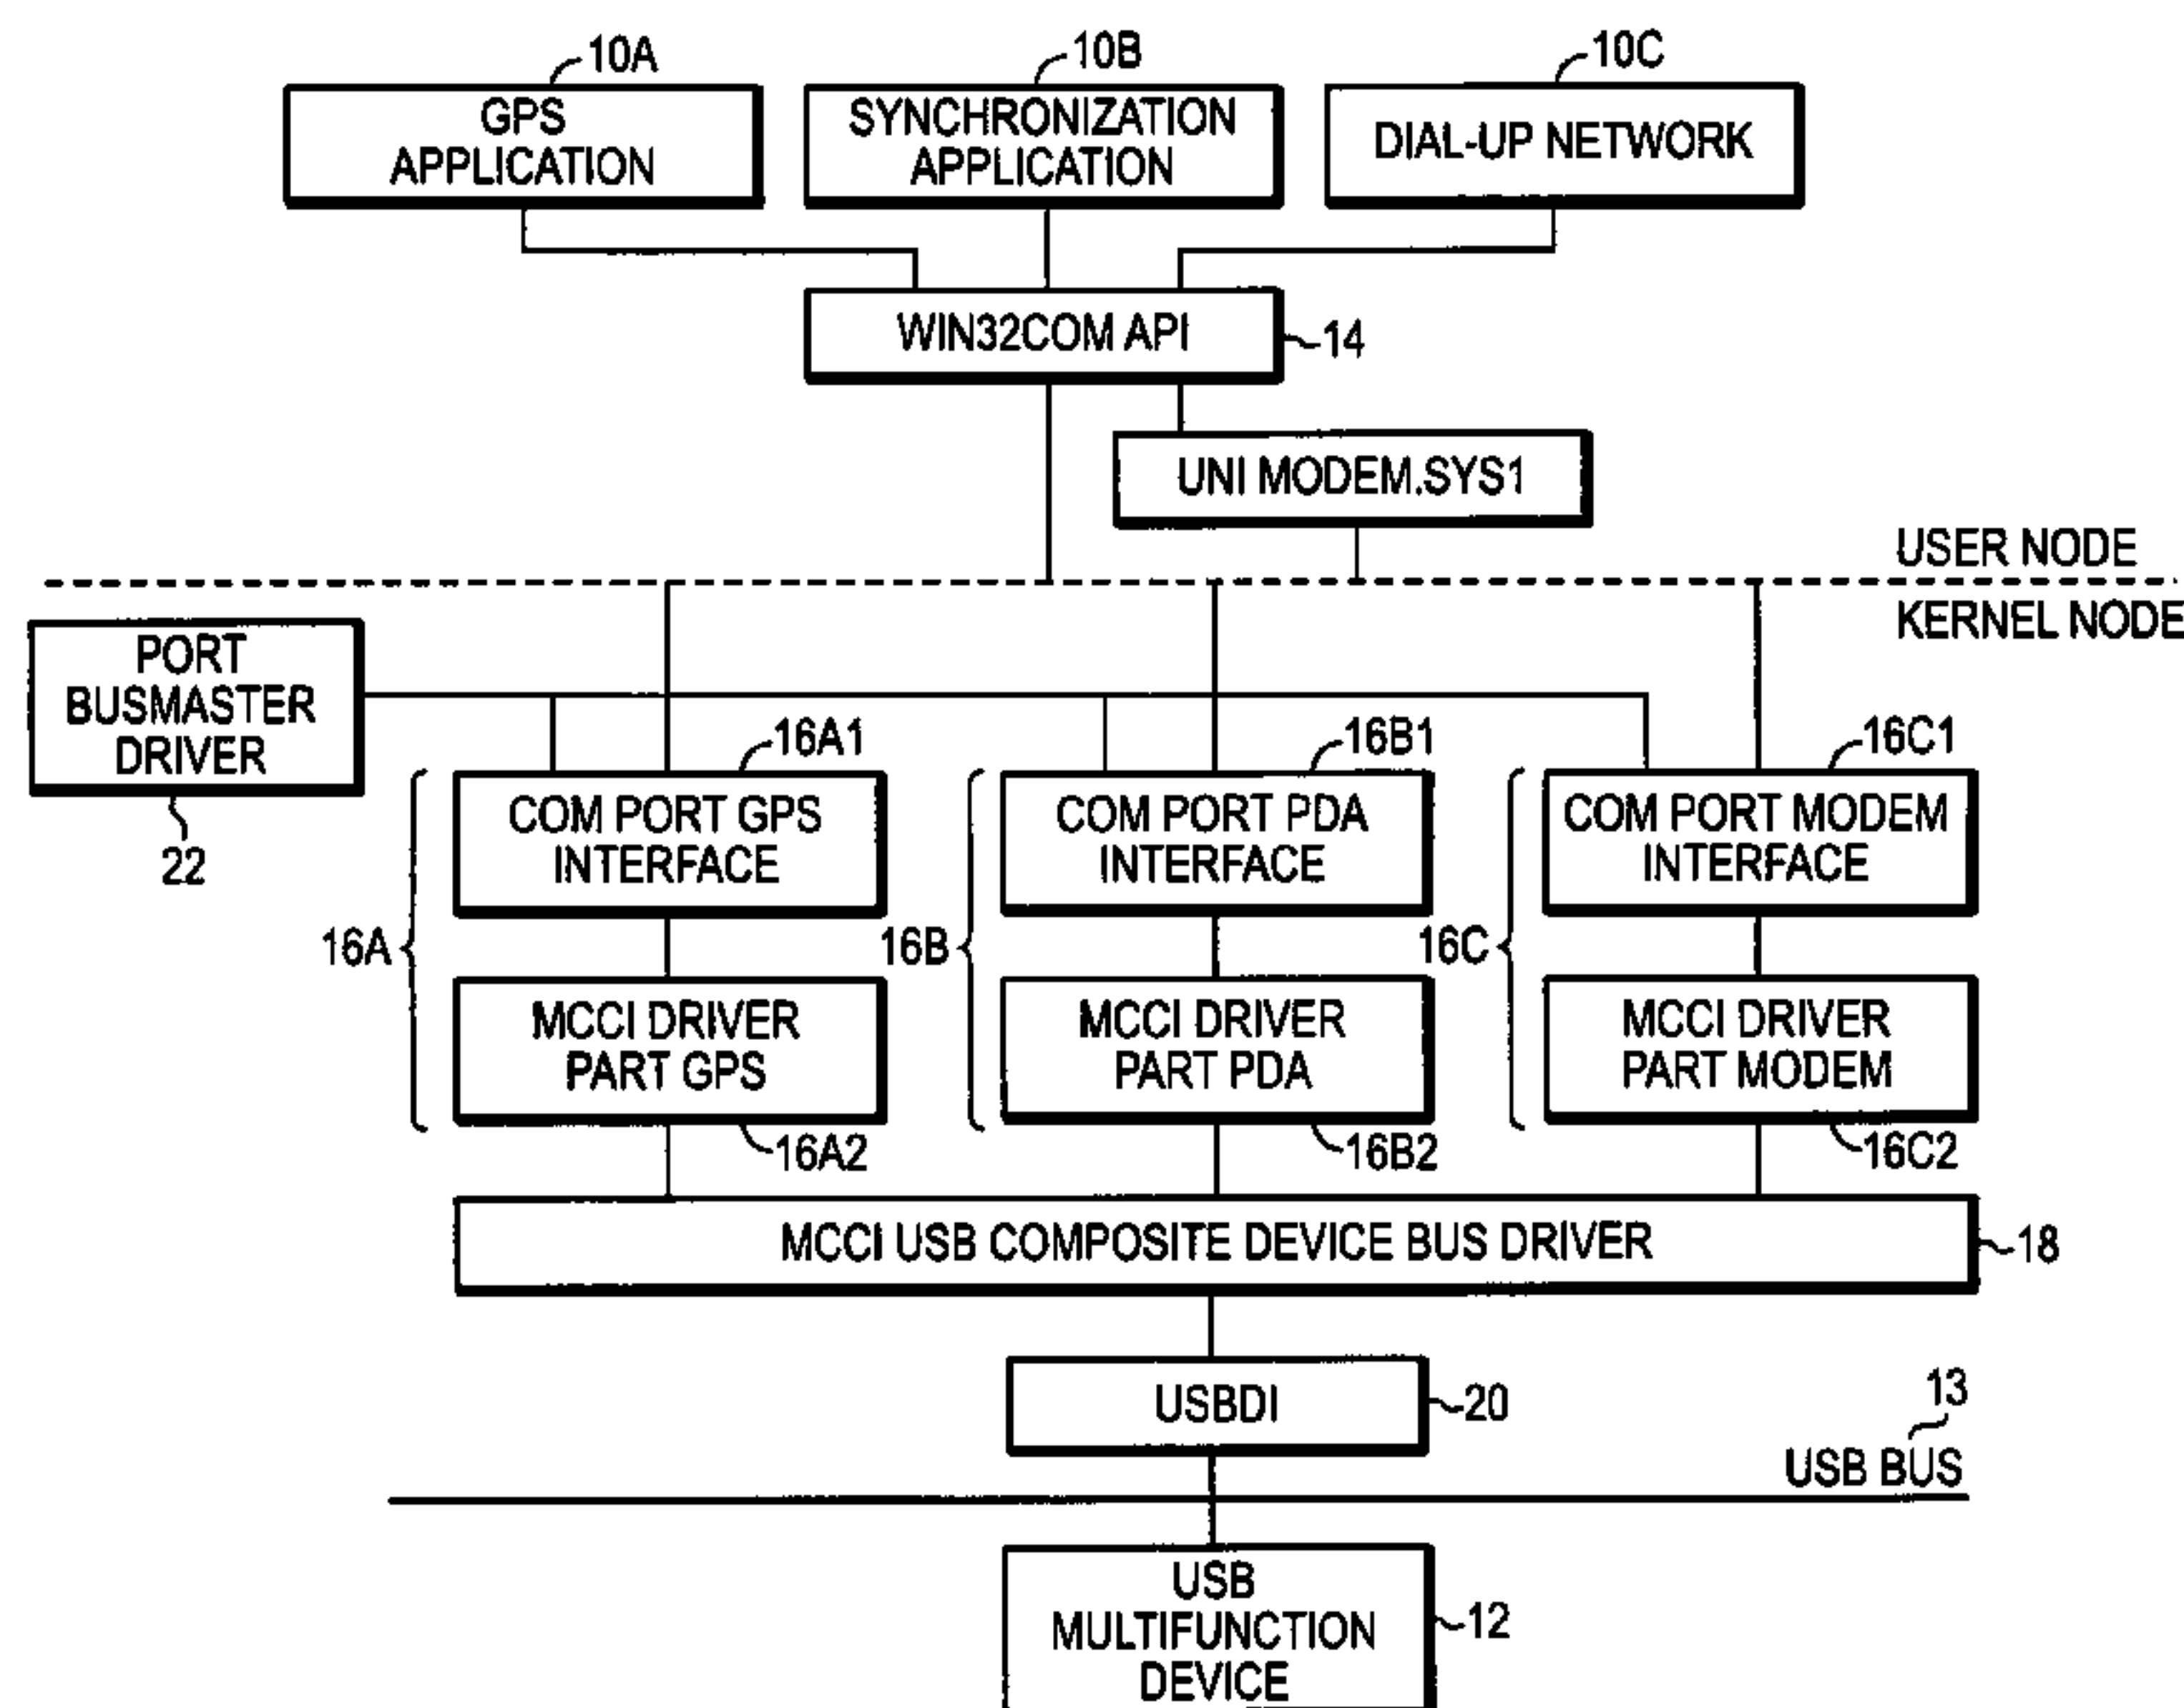 10A
10B
10C
GPS
APPLICATION
SYNCHRONIZATION
APPLICATION
DIAL-UP NETWORK
WIN32COM API
14
UNI MODEM.SYS1
USER NODE
KERNEL NODE
PORT
BUSMASTER
DRIVER
22
16A1
16B1
16C1
COM PORT GPS
INTERFACE
COM PORT PDA
INTERFACE
COM PORT MODEM
INTERFACE
16A
16B
16C
MCCI DRIVER
PART GPS
MCCI DRIVER
PART PDA
MCCI DRIVER
PART MODEM
16A2
16B2
16C2
MCCI USB COMPOSITE DEVICE BUS DRIVER
18
USBDI
20
13
USB BUS
USB
MULTIFUNCTION
DEVICE
12